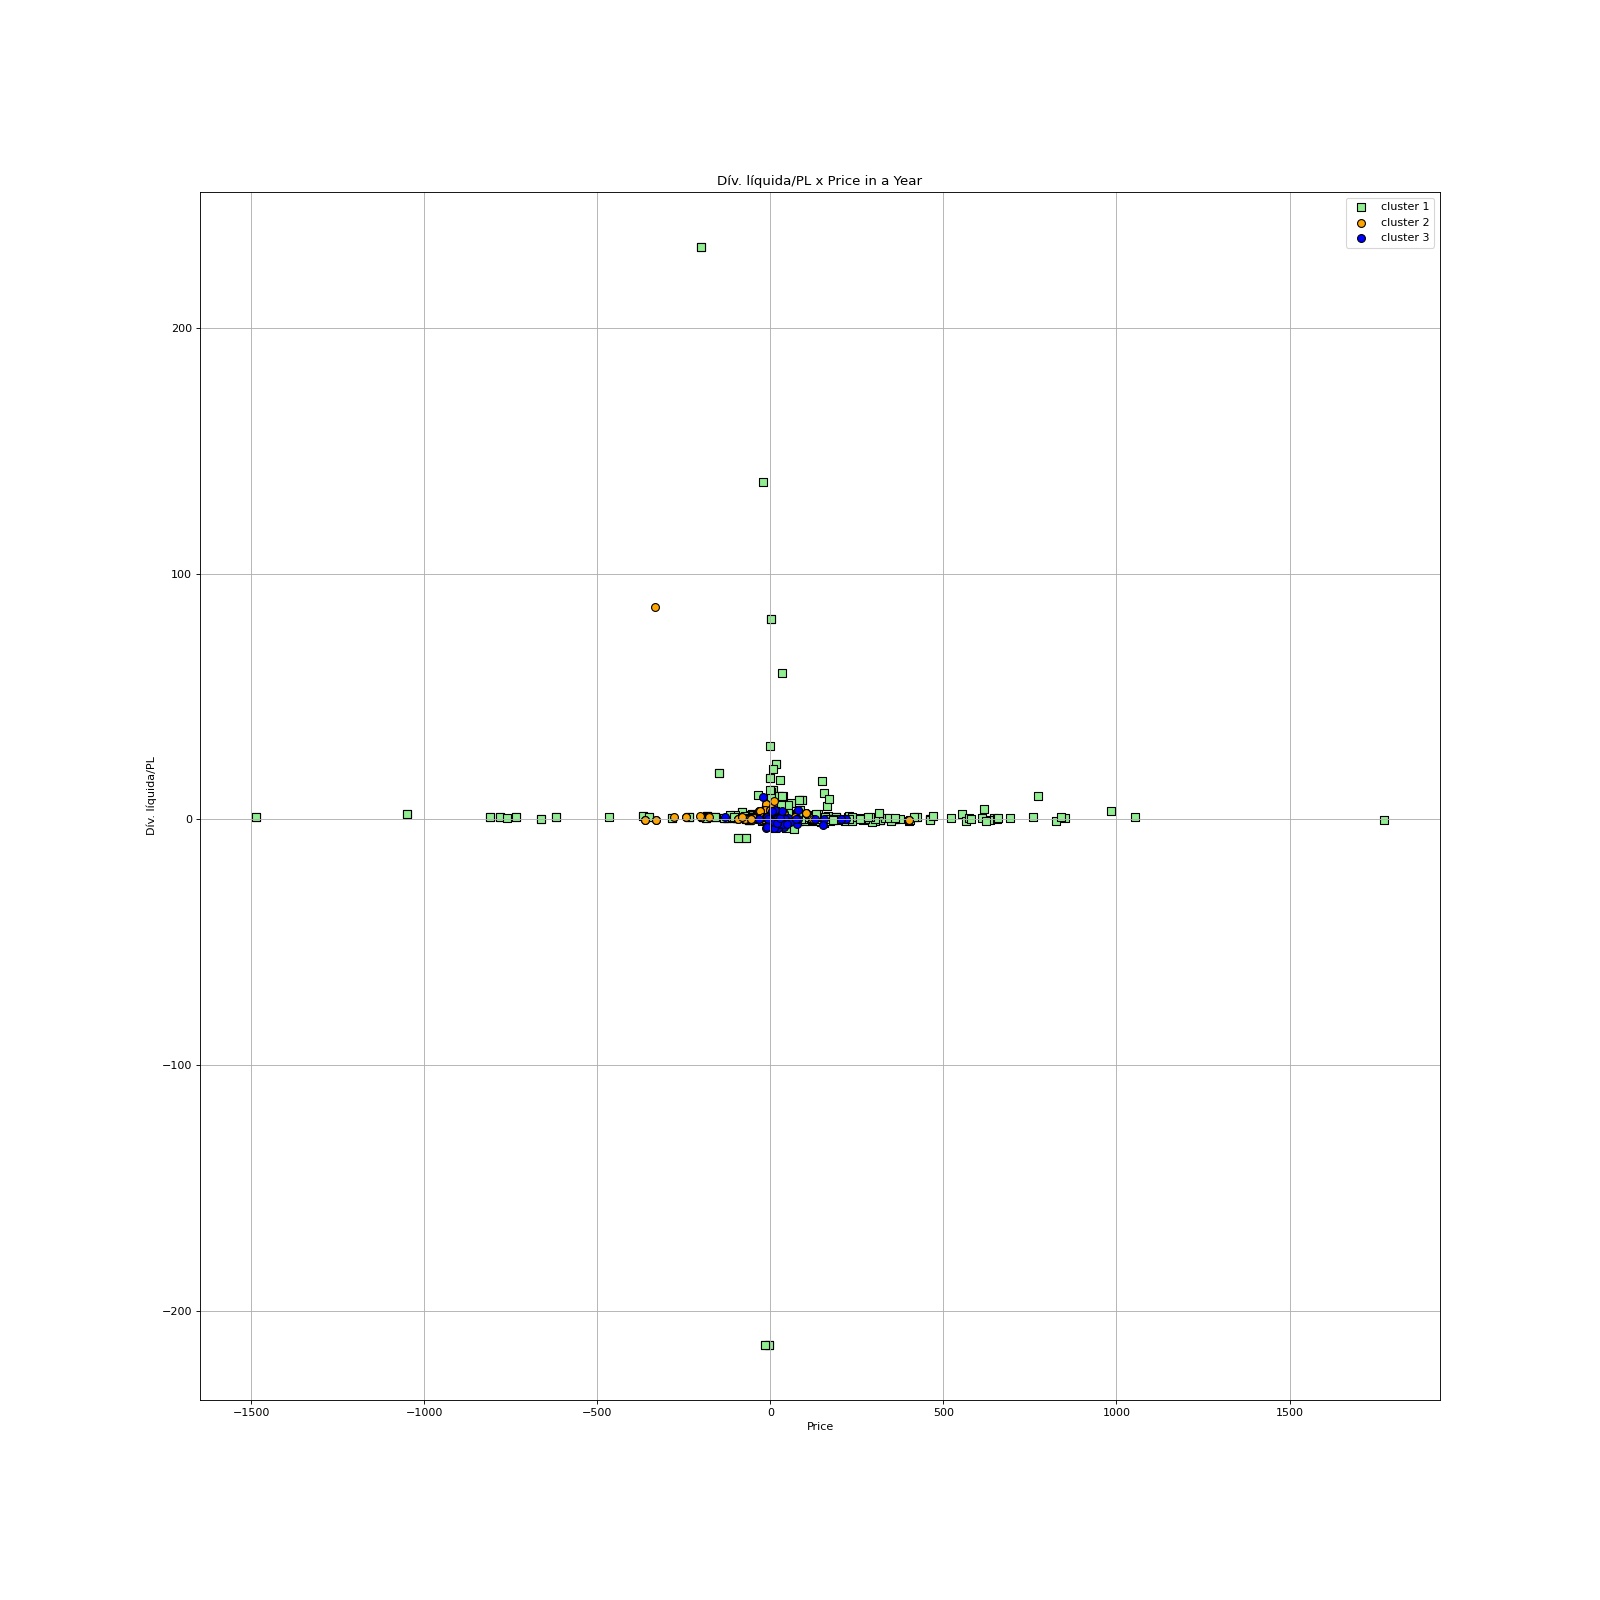 Dív. líquida/PL x Price in a Year
cluster 1
cluster 2
cluster 3
200
100
0
−100
−200
Dív. líquida/PL
−1500
−1000
−500
0
500
1000
1500
Price